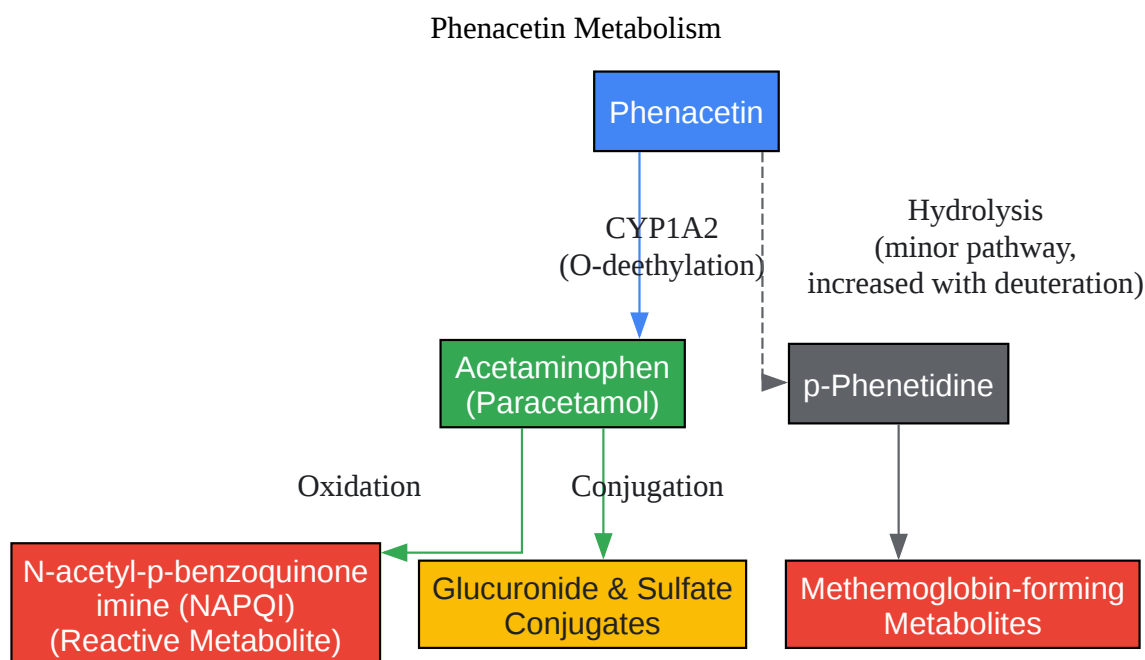 Phenacetin Metabolism
Phenacetin
CYP1A2
(O-deethylation)
Hydrolysis
(minor pathway,
increased with deuteration)
Acetaminophen
(Paracetamol)
p-Phenetidine
Oxidation
Conjugation
N-acetyl-p-benzoquinone
imine (NAPQI)
(Reactive Metabolite)
Glucuronide & Sulfate
Conjugates
Methemoglobin-forming
Metabolites